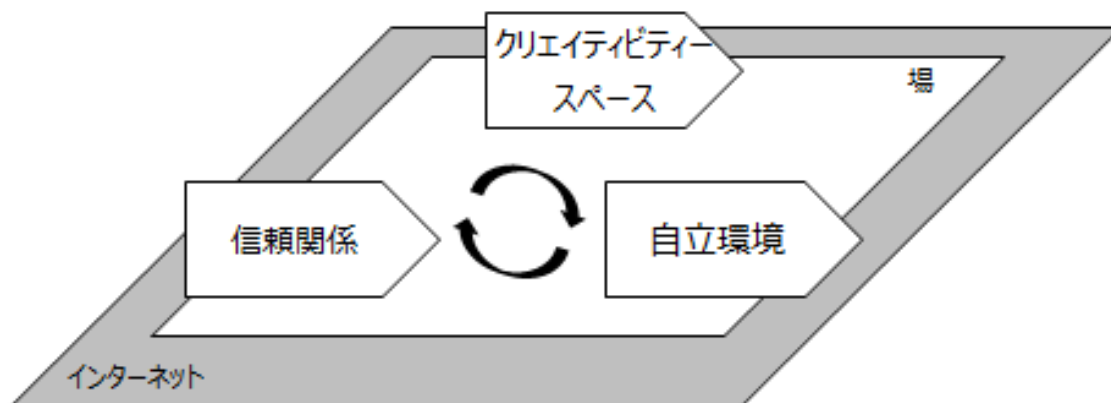 クリエイティビティー
スペース
場
信頼関係
自立環境
インターネット